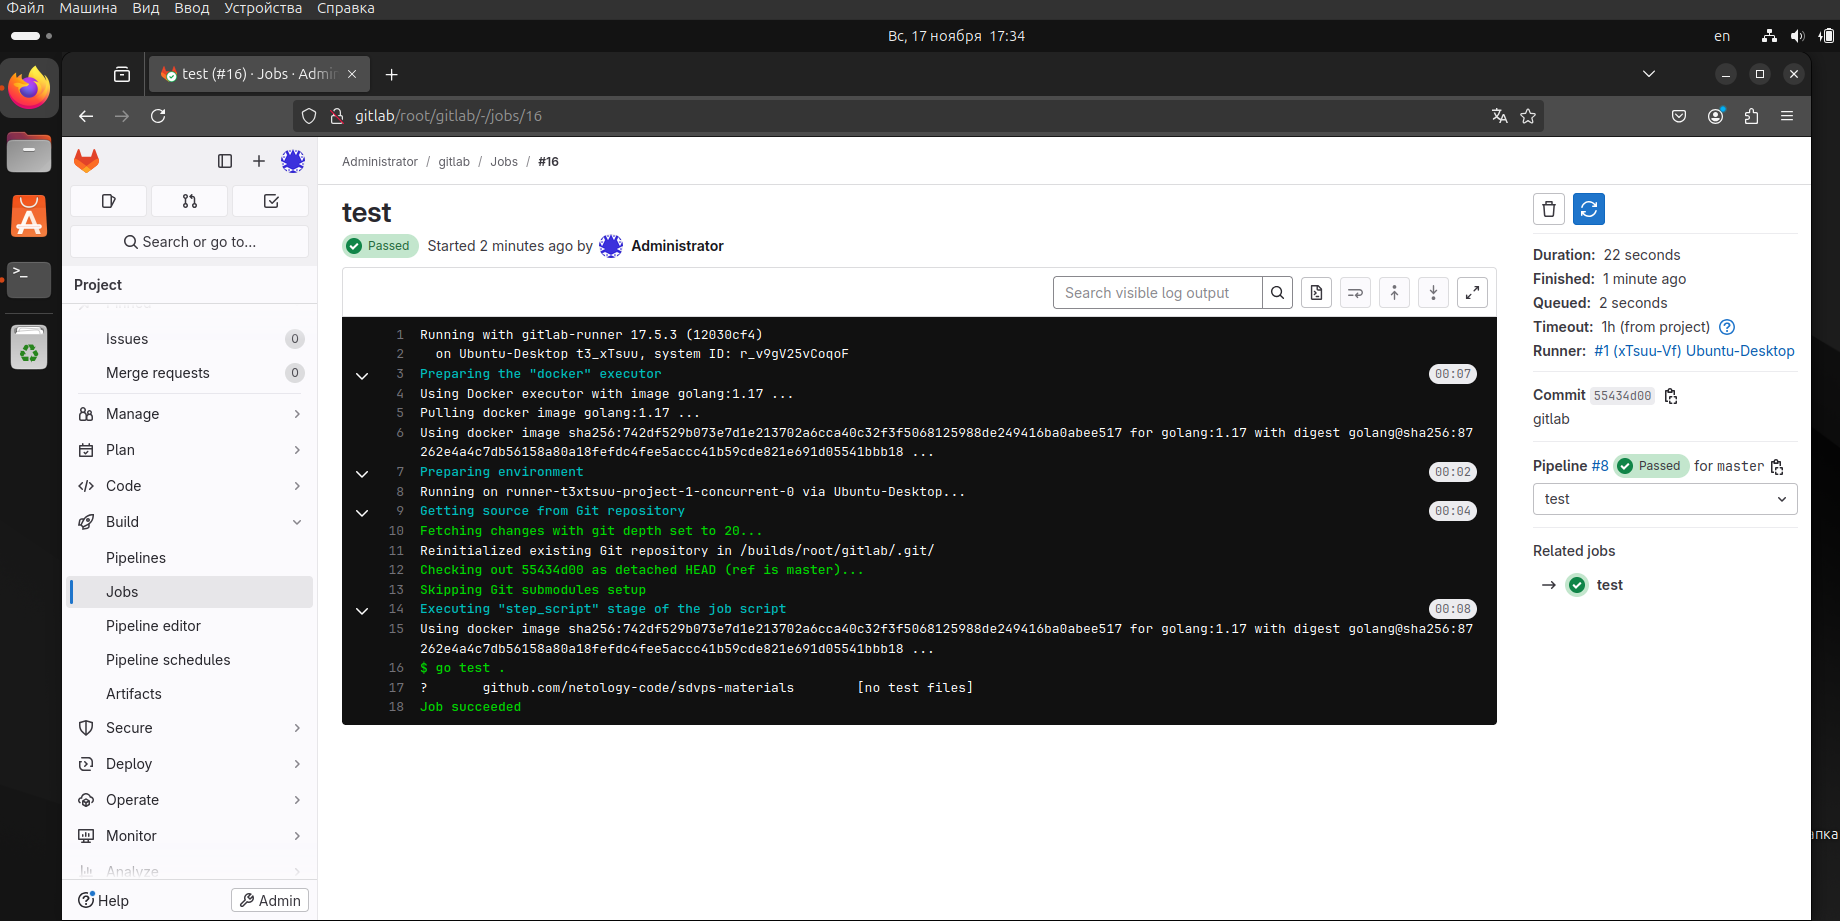 Файл Машина Вид Ввод Устройства Справка
Вс, 17 ноября 17:34
en
test (#16) · Jobs · Admin
gitlab/root/gitlab/-/jobs/16
Administrator / gitlab / Jobs / #16
Search or go to...
Project
Issues 0
Merge requests 0
Manage
Plan
Code
Build
Pipelines
Jobs
Pipeline editor
Pipeline schedules
Artifacts
Secure
Deploy
Operate
Monitor
Analyze
Help
Admin
test
Passed Started 2 minutes ago by Administrator
Search visible log output
1 Running with gitlab-runner 17.5.3 (12030cf4)
2 on Ubuntu-Desktop t3_xTsuu, system ID: r_v9gV25vCoqoF
3 Preparing the "docker" executor 00:07
4 Using Docker executor with image golang:1.17 ...
5 Pulling docker image golang:1.17 ...
6 Using docker image sha256:742df529b073e7d1e213702a6cca40c32f3f5068125988de249416ba0abee517 for golang:1.17 with digest golang@sha256:87
262e4a4c7db56158a80a18fefdc4fee5accc41b59cde821e691d05541bbb18 ...
7 Preparing environment 00:02
8 Running on runner-t3xtsuu-project-1-concurrent-0 via Ubuntu-Desktop...
9 Getting source from Git repository 00:04
10 Fetching changes with git depth set to 20...
11 Reinitialized existing Git repository in /builds/root/gitlab/.git/
12 Checking out 55434d00 as detached HEAD (ref is master)...
13 Skipping Git submodules setup
14 Executing "step_script" stage of the job script 00:08
15 Using docker image sha256:742df529b073e7d1e213702a6cca40c32f3f5068125988de249416ba0abee517 for golang:1.17 with digest golang@sha256:87
262e4a4c7db56158a80a18fefdc4fee5accc41b59cde821e691d05541bbb18 ...
16 $ go test .
17 ? github.com/netology-code/sdvps-materials [no test files]
18 Job succeeded
Duration: 22 seconds
Finished: 1 minute ago
Queued: 2 seconds
Timeout: 1h (from project)
Runner: #1 (xTsuu-Vf) Ubuntu-Desktop
Commit 55434d00
gitlab
Pipeline #8 Passed for master
test
Related jobs
test